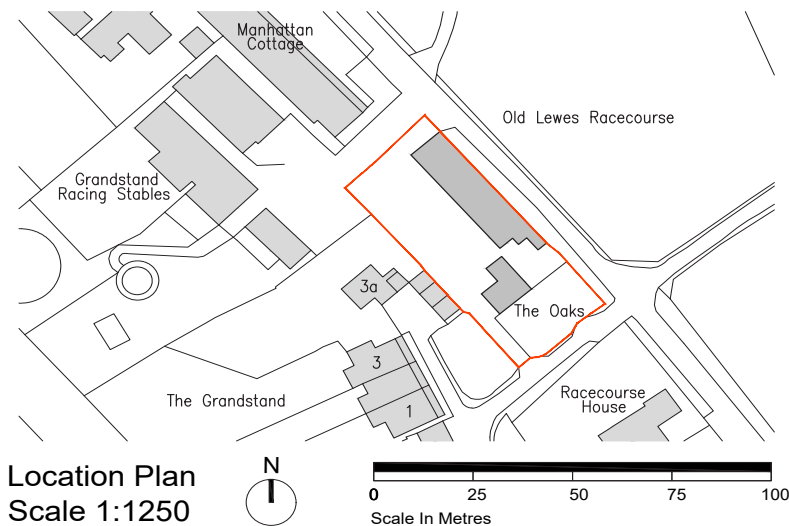 Manhattan
Cottage
Old Lewes Racecourse
Grandstand
Racing Stables
3a
The Oaks
3
The Grandstand
1
Racecourse
House
Location Plan
Scale 1:1250
N
0 25 50 75 100
Scale In Metres